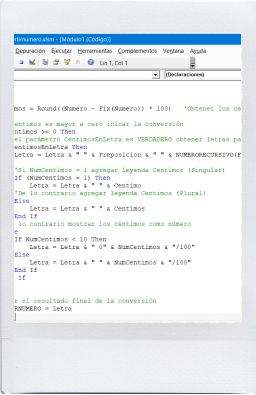 rtirnumero.xlsm - [Módulo1 (Código)]
Depuración Ejecutar Herramientas Complementos Ventana Ayuda
Lín 1, Col 1
(Declaraciones)
mos = Round((Numero - Fix(Numero)) * 100) 'Obtener los ce
entimos es mayor a cero inicar la conversión
ntimos >= 0 Then
el parámetro CentimosEnLetra es VERDADERO obtener letras pa
entimosEnLetra Then
Letra = Letra & " " & Preposicion & " " & NUMERORECURSIVO(F
'Si NumCentimos = 1 agregar leyenda Centimos (Singular)
If (NumCentimos = 1) Then
Letra = Letra & " " & Centimo
'De lo contrario agregar leyenda Centimos (Plural)
Else
Letra = Letra & " " & Centimos
End If
lo contrario mostrar los céntimos como número
e
If NumCentimos < 10 Then
Letra = Letra & " 0" & NumCentimos & "/100"
Else
Letra = Letra & " " & NumCentimos & "/100"
End If
If
r el resultado final de la conversión
RNUMERO = Letra